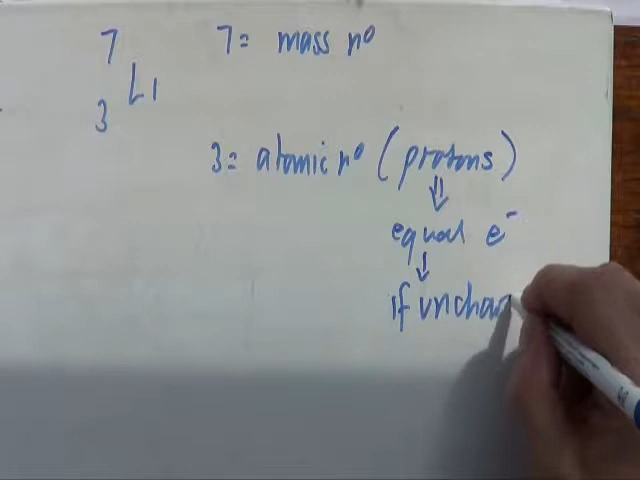 7 7 = mass nº
Li
3
3 = atomic nº (protons)
⇓
equal e⁻
↓
if unchar